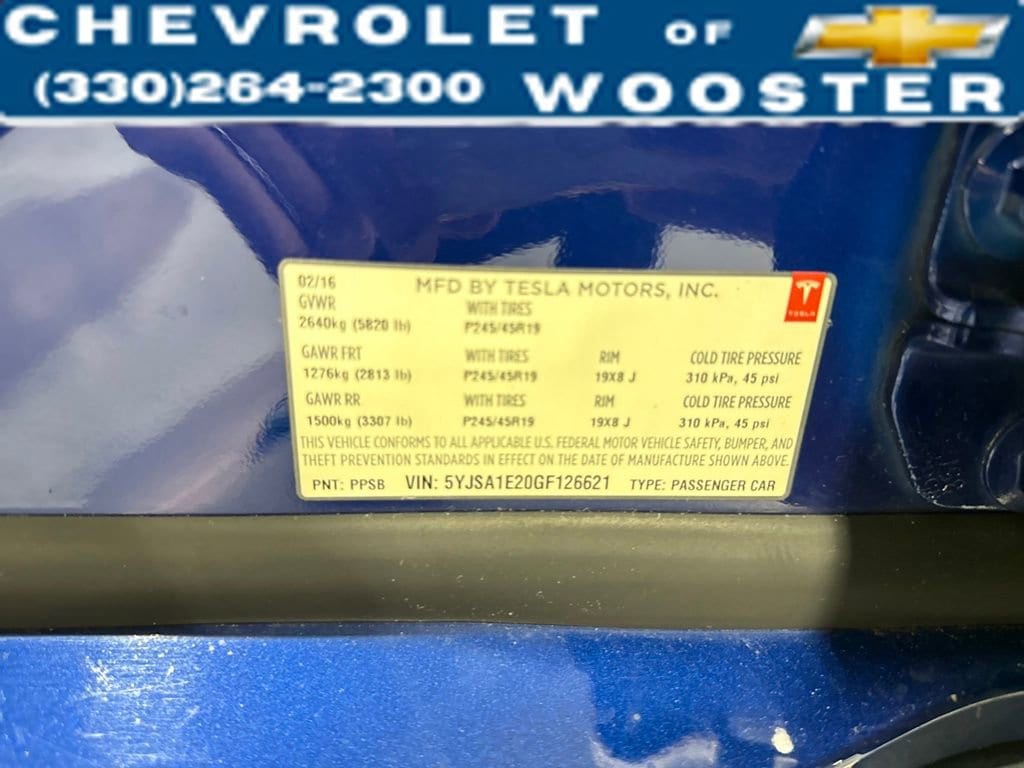 CHEVROLET OF
(330)264-2300 WOOSTER
02/16 MFD BY TESLA MOTORS, INC.
TESLA
GVWR WITH TIRES
2640kg (5820 lb) P245/45R19
GAWR FRT WITH TIRES RIM COLD TIRE PRESSURE
1276kg (2813 lb) P245/45R19 19X8 J 310 kPa, 45 psi
GAWR RR WITH TIRES RIM COLD TIRE PRESSURE
1500kg (3307 lb) P245/45R19 19X8 J 310 kPa, 45 psi
THIS VEHICLE CONFORMS TO ALL APPLICABLE U.S. FEDERAL MOTOR VEHICLE SAFETY, BUMPER, AND
THEFT PREVENTION STANDARDS IN EFFECT ON THE DATE OF MANUFACTURE SHOWN ABOVE.
PNT: PPSB VIN: 5YJSA1E20GF126621 TYPE: PASSENGER CAR